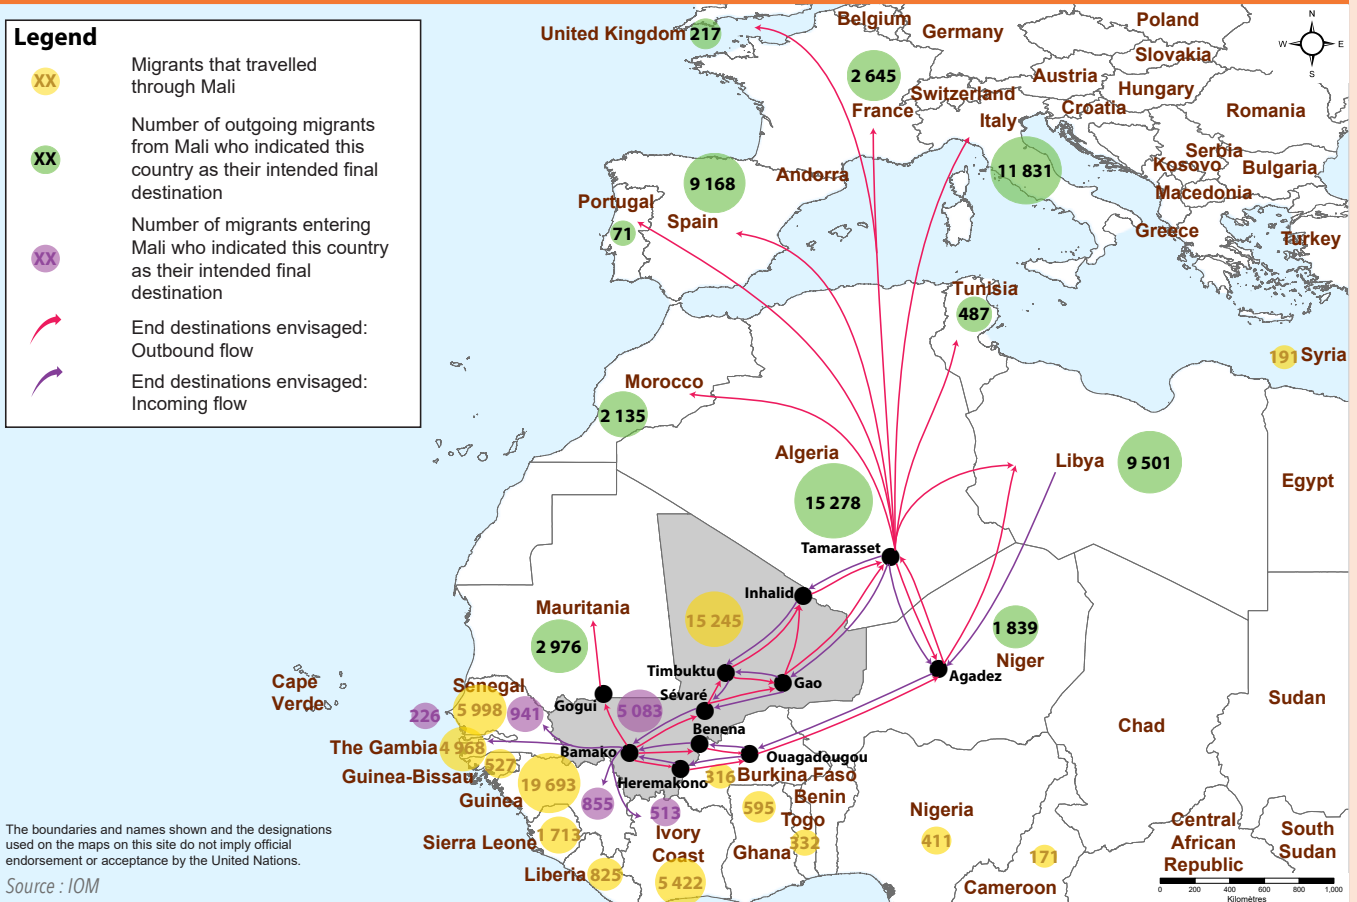 Legend
XX
Migrants that travelled
through Mali
XX
Number of outgoing migrants
from Mali who indicated this
country as their intended final
destination
XX
Number of migrants entering
Mali who indicated this country
as their intended final
destination
End destinations envisaged:
Outbound flow
End destinations envisaged:
Incoming flow
N
W
E
S
United Kingdom
217
Belgium
Germany
Poland
Slovakia
2 645
France
Switzerland
Austria
Hungary
Croatia
Romania
Italy
11 831
Serbia
Kosovo
Bulgaria
Macedonia
Greece
Turkey
Andorra
9 168
Spain
Portugal
71
Tunisia
487
191
Syria
Morocco
2 135
Algeria
15 278
Libya
9 501
Egypt
Tamarasset
Inhalid
15 245
Mauritania
2 976
1 839
Niger
Timbuktu
Gao
Agadez
Sévaré
Gogui
5 083
Benena
Bamako
Ouagadougou
Heremakono
Cape
Verde
Senegal
5 998
941
226
The Gambia
4 968
Guinea-Bissau
527
Guinea
19 693
855
513
316
Burkina Faso
Benin
Togo
595
332
Ghana
Ivory
Coast
5 422
Sierra Leone
1 713
Liberia
825
Nigeria
411
171
Cameroon
Chad
Sudan
Central
African
Republic
South
Sudan
The boundaries and names shown and the designations
used on the maps on this site do not imply official
endorsement or acceptance by the United Nations.
Source : IOM
0 200 400 600 800 1,000
Kilomètres